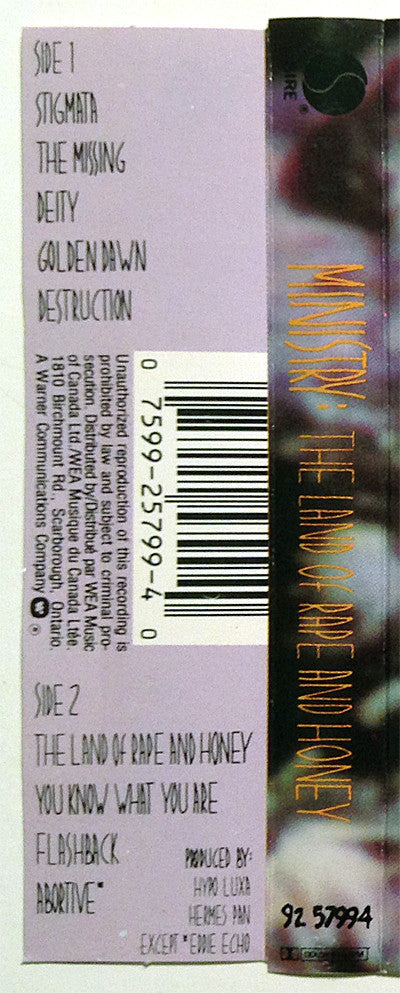 SIDE 1
STIGMATA
THE MISSING
DEITY
GOLDEN DAWN
DESTRUCTION
Unauthorized reproduction of this recording is
prohibited by law and subject to criminal pro-
secution. Distributed by/Distribué par WEA Music
of Canada Ltd./WEA Musique du Canada Ltée.
1810 Birchmount Rd., Scarborough, Ontario.
A Warner Communications Company
®
0 7599-25799-4 0
SIDE 2
THE LAND OF RAPE AND HONEY
YOU KNOW WHAT YOU ARE
FLASHBACK
ABORTIVE*
PRODUCED BY:
HYPO LUXA
HERMES PAN
EXCEPT *EDDIE ECHO
IRE
®
MINISTRY: THE LAND OF RAPE AND HONEY
92 57994